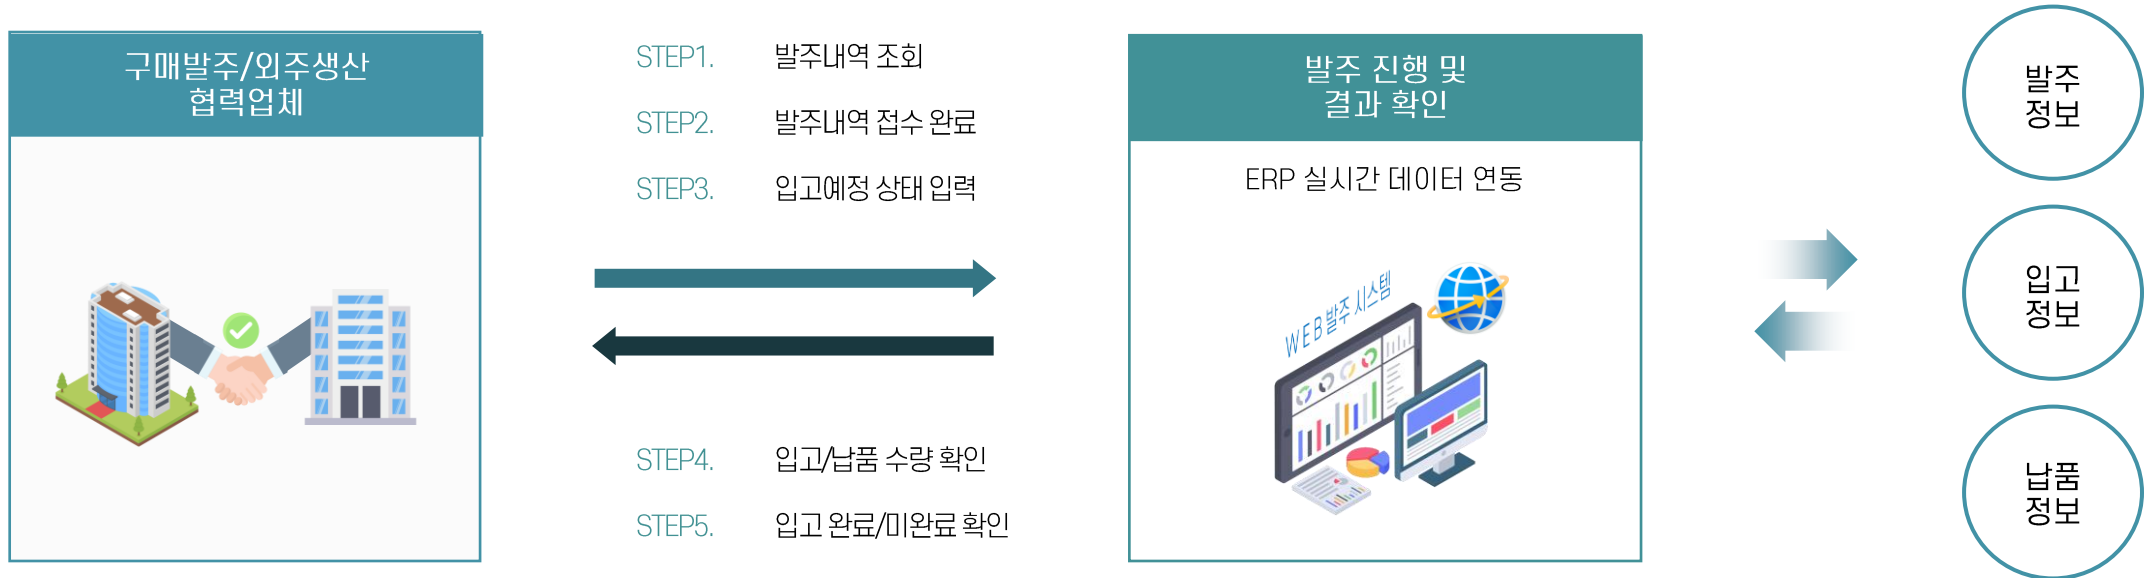 구매발주/외주생산
협력업체
STEP1. 발주내역 조회
STEP2. 발주내역 접수 완료
STEP3. 입고예정 상태 입력
STEP4. 입고/납품 수량 확인
STEP5. 입고 완료/미완료 확인
발주 진행 및
결과 확인
ERP 실시간 데이터 연동
WEB발주 시스템
발주
정보
입고
정보
납품
정보